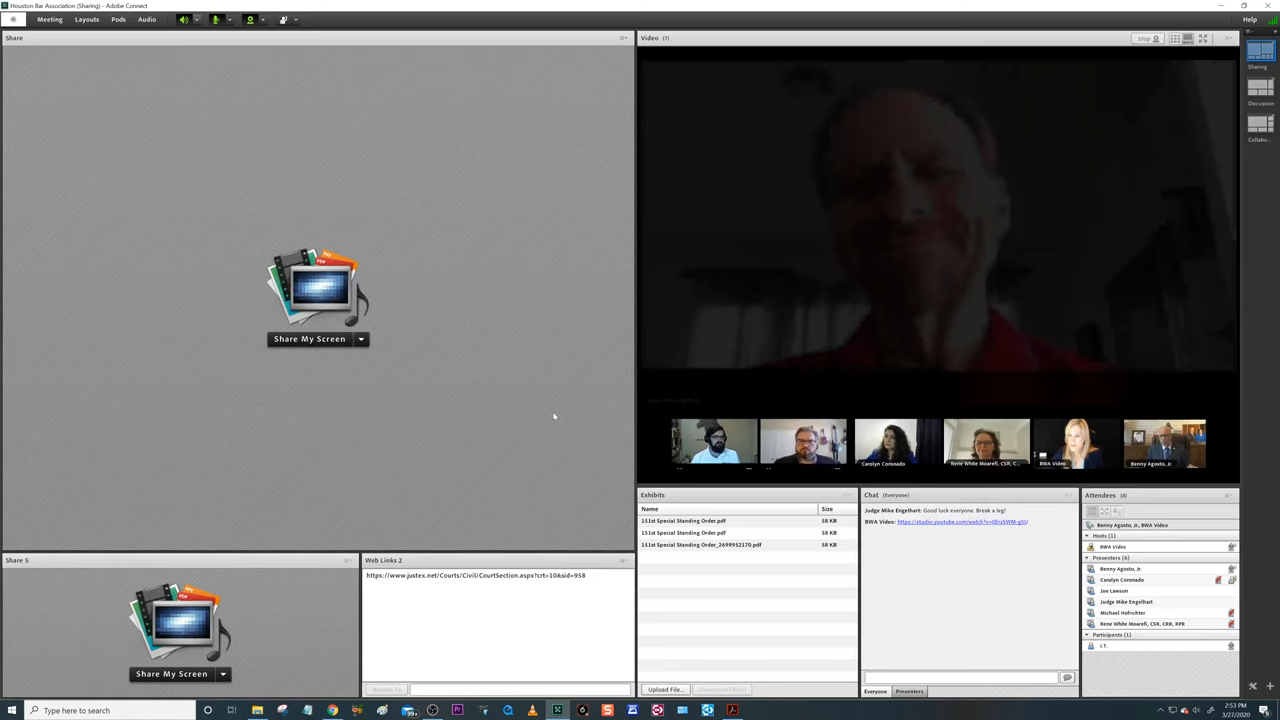 Houston Bar Association (Sharing) - Adobe Connect
Meeting Layouts Pods Audio
Help
Share
Share My Screen
Video (7)
Stop
Sharing
Discussion
Collabo...
Carolyn Coronado
Rene White Moarefi, CSR, C...
BWA Video
Benny Agosto, Jr.
Exhibits
Name Size
151st Special Standing Order.pdf 58 KB
151st Special Standing Order.pdf 58 KB
151st Special Standing Order_2699952170.pdf 58 KB
Upload File... Download File(s)
Chat (Everyone)
Judge Mike Engelhart: Good luck everyone. Break a leg!
BWA Video:
Everyone Presenters
Attendees (8)
Benny Agosto, Jr., BWA Video
Hosts (1)
BWA Video
Presenters (6)
Benny Agosto, Jr.
Carolyn Coronado
Joe Lawson
Judge Mike Engelhart
Michael Hofrichter
Rene White Moarefi, CSR, CRR, RPR
Participants (1)
I.T.
Share 5
Share My Screen
Web Links 2
https://www.justex.net/Courts/Civil/CourtSection.aspx?crt=10&sid=958
Browse To
Type here to search
99+
2:53 PM
3/27/2020